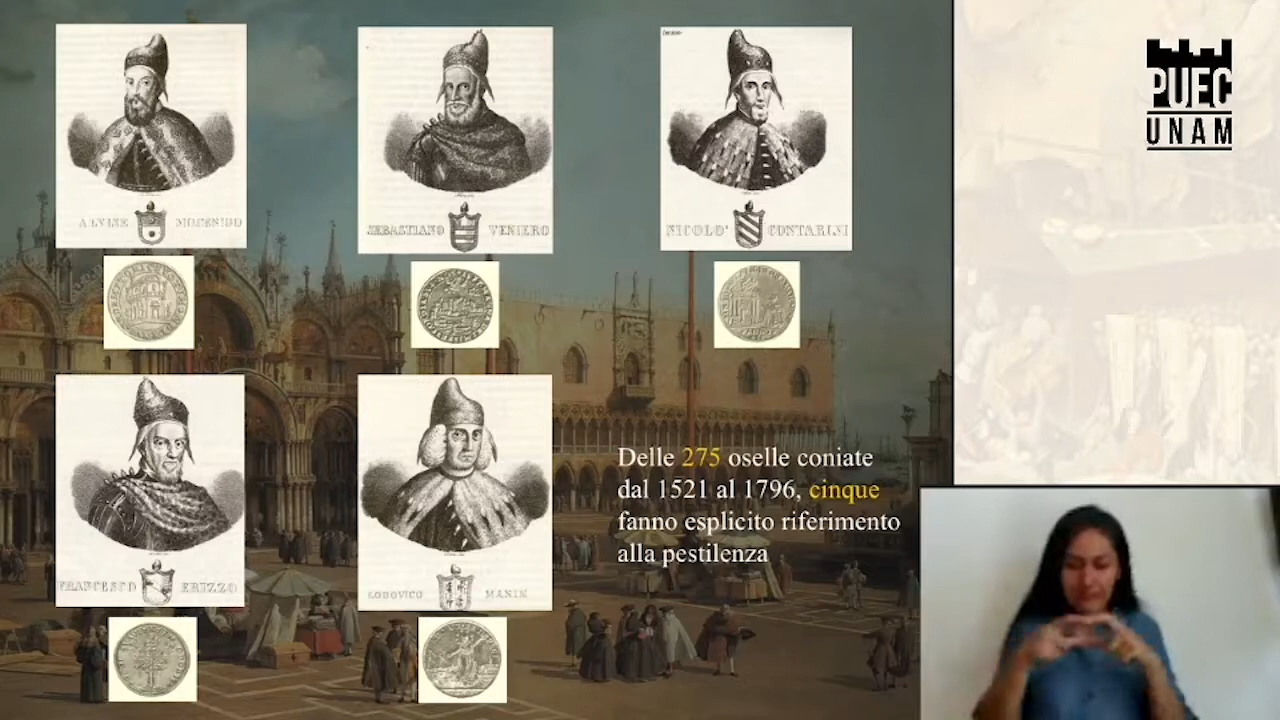 ALVISE MOCENIGO
SEBASTIANO VENIERO
NICOLO' CONTARINI
FRANCESCO ERIZZO
LODOVICO MANIN
Delle 275 oselle coniate
dal 1521 al 1796, cinque
fanno esplicito riferimento
alla pestilenza
PUEC
UNAM